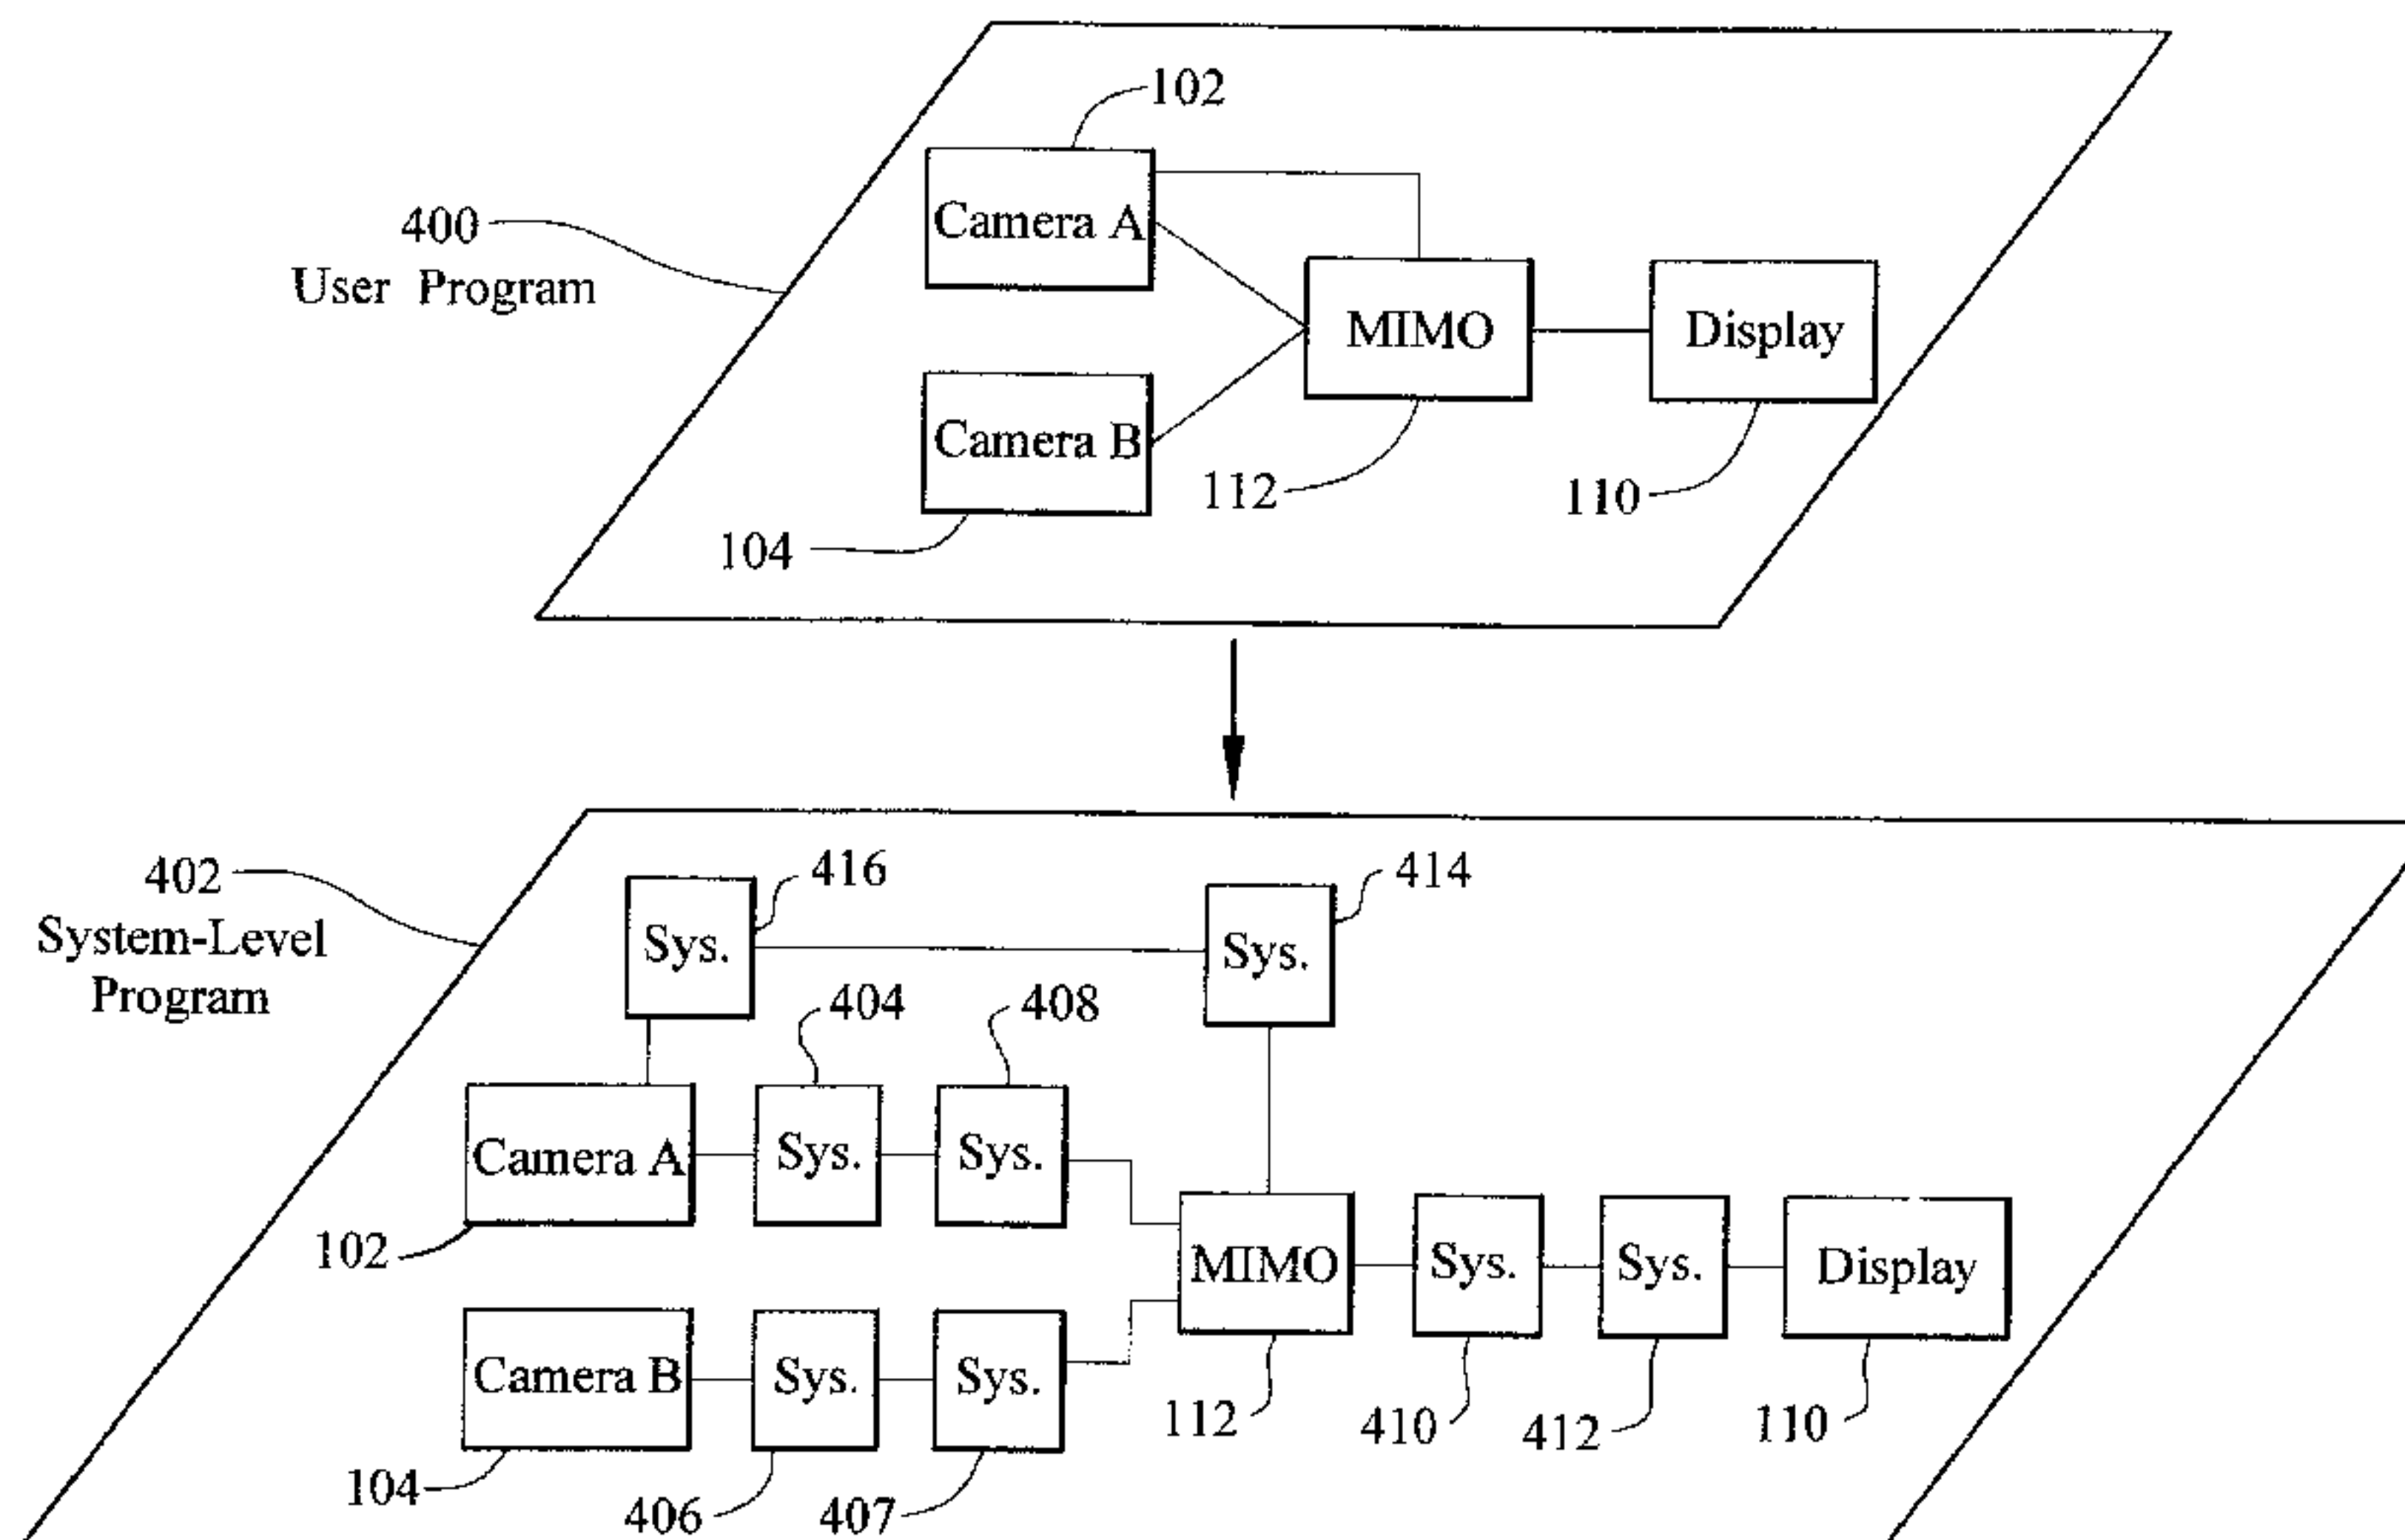 102
Camera A
400
User Program
MIMO
Display
Camera B
112
110
104
416
414
402
System-Level
Program
Sys.
Sys.
404
408
Camera A
Sys.
Sys.
102
MIMO
Sys.
Sys.
Display
Camera B
Sys.
Sys.
112
410
412
110
104
406
407